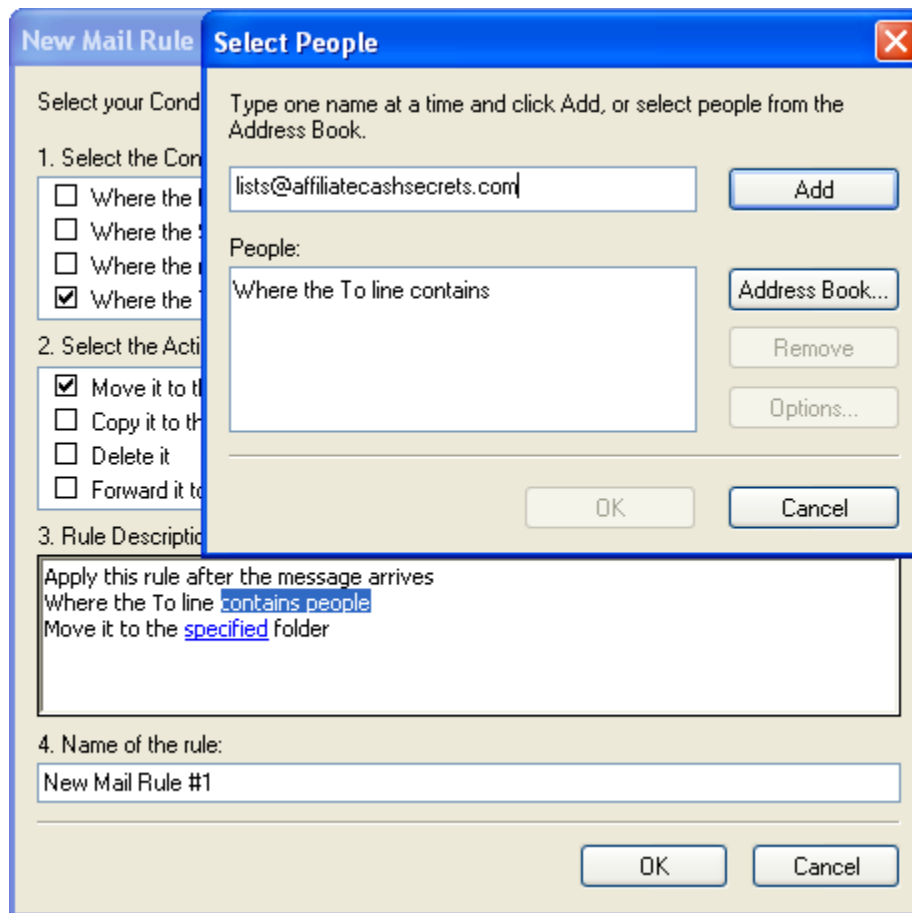 New Mail Rule
Select People
Select your Cond
Type one name at a time and click Add, or select people from the
Address Book.
1. Select the Con
lists@affiliatecashsecrets.com
Add
Where the
Where the
Where the
Where the
People:
Where the To line contains
Address Book...
Remove
Options...
2. Select the Acti
Move it to th
Copy it to th
Delete it
Forward it to
OK
Cancel
3. Rule Descriptio
Apply this rule after the message arrives
Where the To line contains people
Move it to the specified folder
4. Name of the rule:
New Mail Rule #1
OK
Cancel